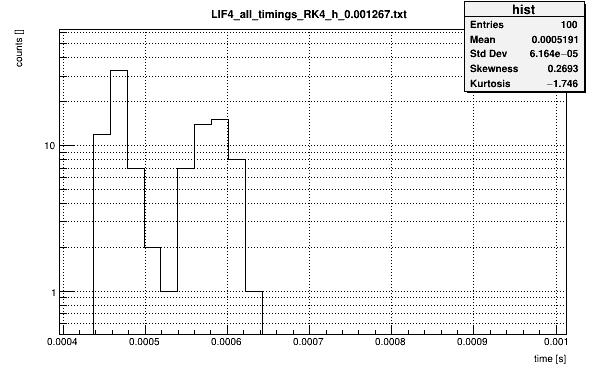 LIF4_all_timings_RK4_h_0.001267.txt
hist
Entries 100
Mean 0.0005191
Std Dev 6.164e−05
Skewness 0.2693
Kurtosis −1.746
counts []
10
1
0.0004 0.0005 0.0006 0.0007 0.0008 0.0009 0.001
time [s]